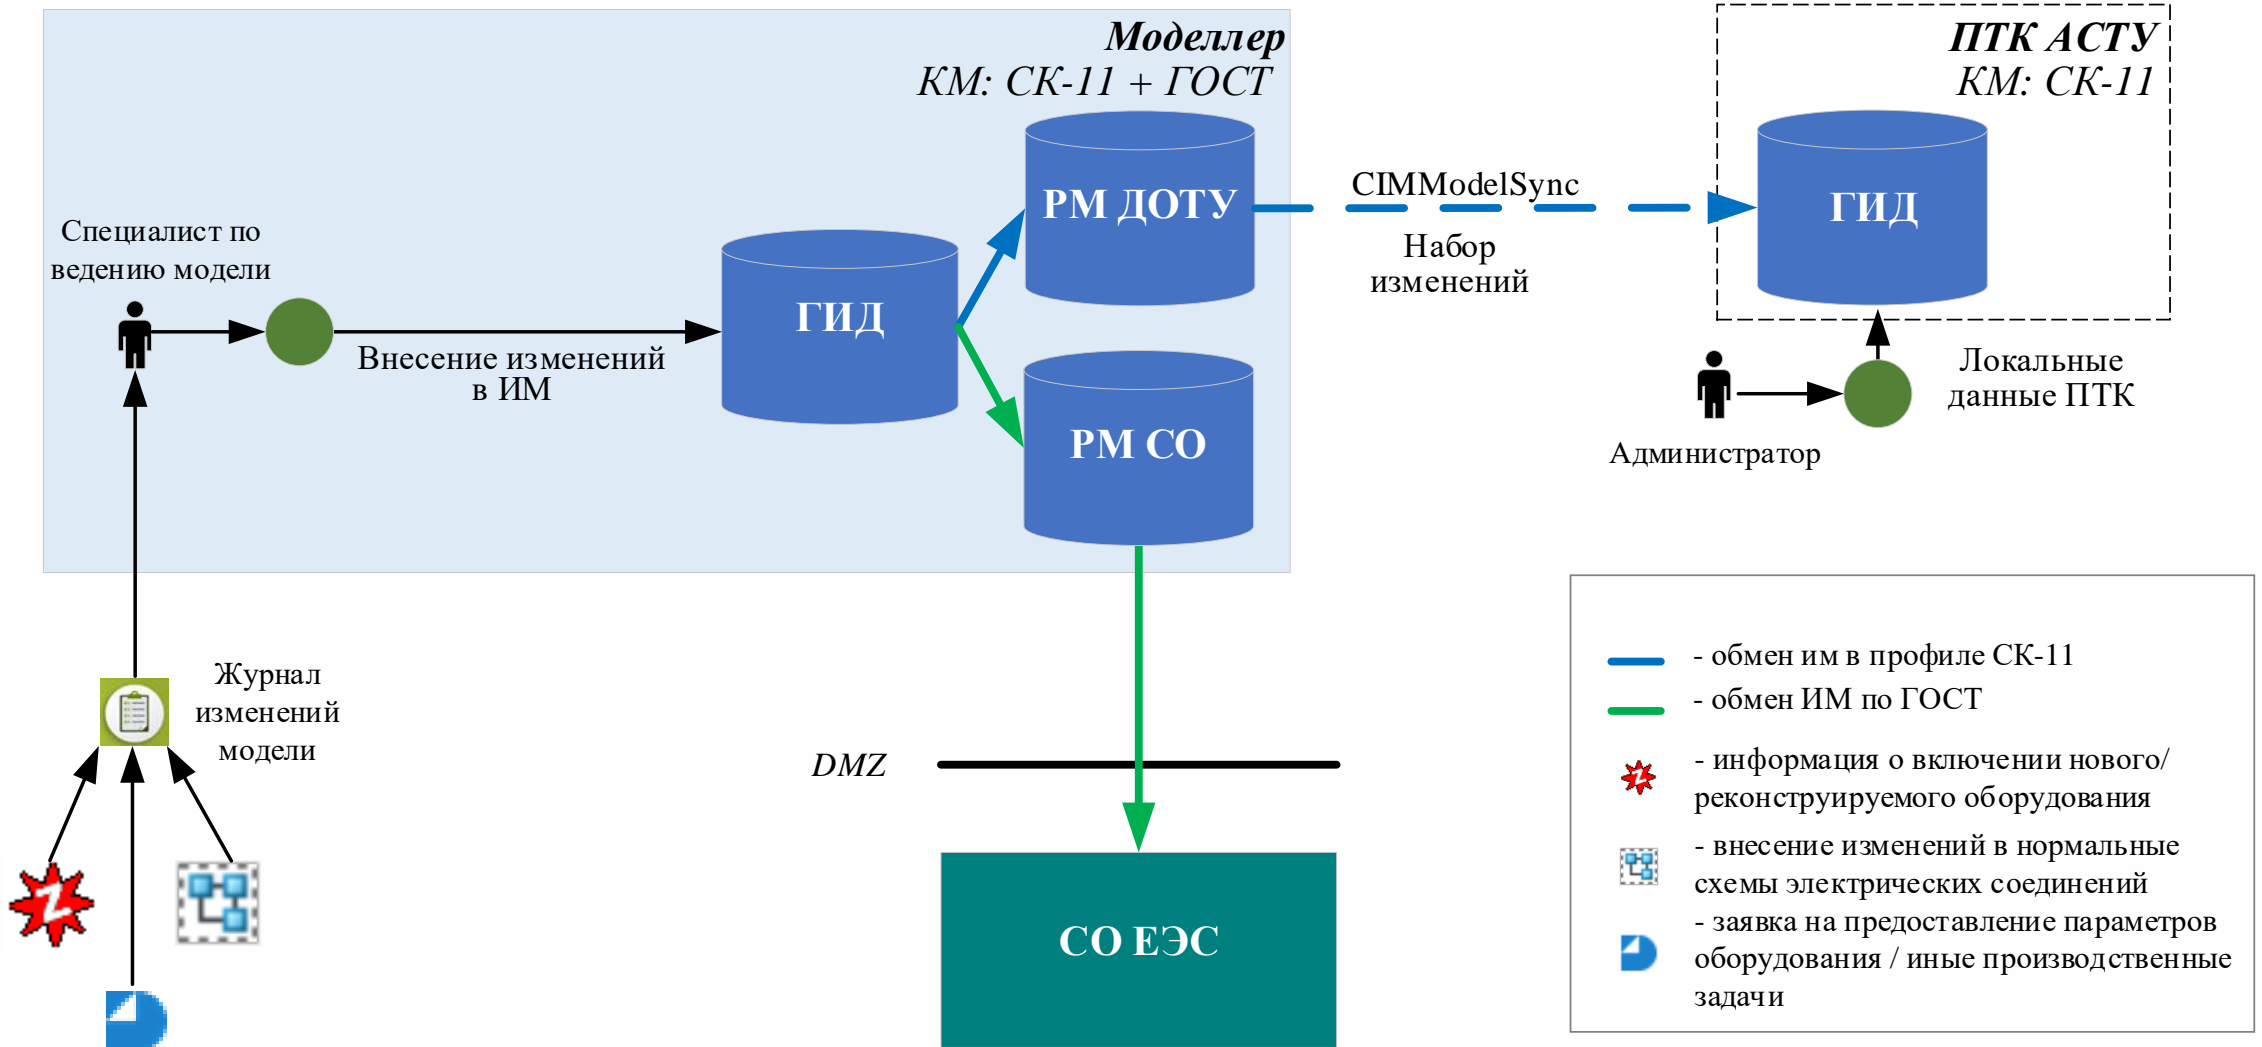 Моделлер
КМ: СК-11 + ГОСТ
ПТК АСТУ
КМ: СК-11
РМ ДОТУ
CIMModelSync
Набор
изменений
ГИД
Специалист по
ведению модели
ГИД
Внесение изменений
в ИМ
РМ СО
Локальные
данные ПТК
Администратор
Журнал
изменений
модели
DMZ
СО ЕЭС
- обмен им в профиле СК-11
- обмен ИМ по ГОСТ
- информация о включении нового/
реконструируемого оборудования
- внесение изменений в нормальные
схемы электрических соединений
- заявка на предоставление параметров
оборудования / иные производственные
задачи